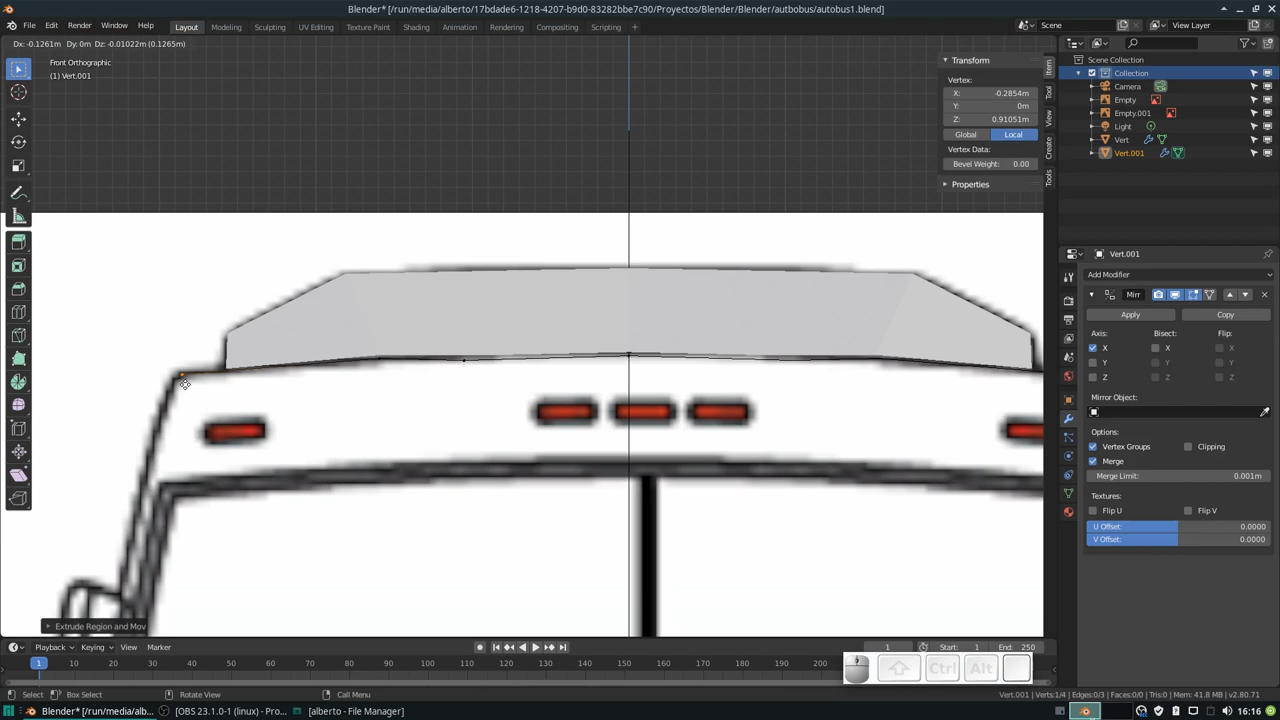 Blender* [/run/media/alberto/17bdade6-1218-4207-b9d0-83282bbe7c90/Proyectos/Blender/Blender/autbobus/autobus1.blend]
File Edit Render Window Help Layout Modeling Sculpting UV Editing Texture Paint Shading Animation Rendering Compositing Scripting + Scene View Layer
Dx: -0.1261m Dy: 0m Dz: -0.01022m (0.1265m)
Front Orthographic
(1) Vert.001
Transform
Vertex:
X: -0.2854m
Y: 0m
Z: 0.91051m
Global Local
Vertex Data:
Bevel Weight: 0.00
Properties
Item
Tool
View
Create
Tools
Scene Collection
Collection
Camera
Empty
Empty.001
Light
Vert
Vert.001
Vert.001
Add Modifier
Mirr
Apply Copy
Axis: Bisect: Flip:
X X X
Y Y Y
Z Z Z
Mirror Object:
Options:
Vertex Groups Clipping
Merge
Merge Limit: 0.001m
Textures:
Flip U Flip V
U Offset: 0.0000
V Offset: 0.0000
Extrude Region and Mov
Playback Keying View Marker 1 Start: 1 End: 250
1 10 20 30 40 50 60 70 80 90 100 110 120 130 140 150 160 170 180 190 200
Ctrl Alt
Select Box Select Rotate View Call Menu Vert.001 | Verts:1/4 | Edges:0/3 | Faces:0/0 | Tris:0 | Mem: 41.8 MB | v2.80.71
Blender* [/run/media/alb... [OBS 23.1.0-1 (linux) - Pro... [alberto - File Manager] 16:16